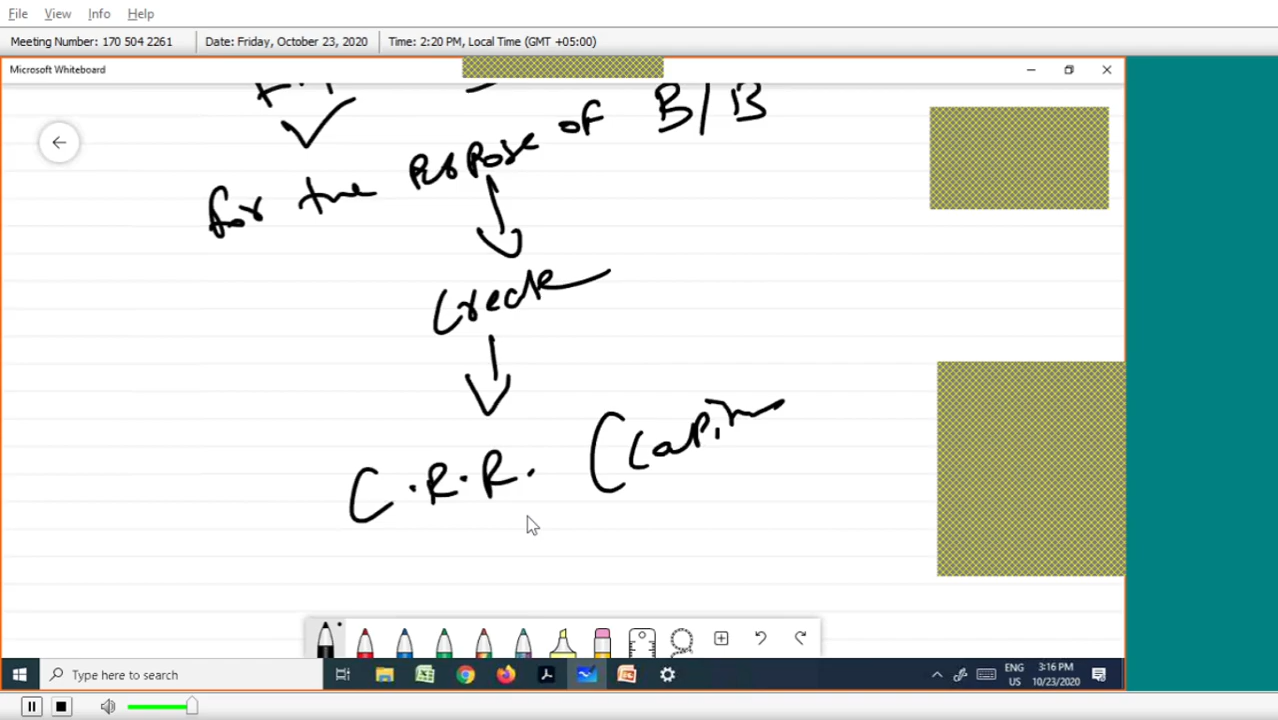 File View Info Help
Meeting Number: 170 504 2261 Date: Friday, October 23, 2020 Time: 2:20 PM, Local Time (GMT +05:00)
Microsoft Whiteboard
of B/B
for the purpose
Create
C.R.R. (Capita
Type here to search
ENG
US
3:16 PM
10/23/2020